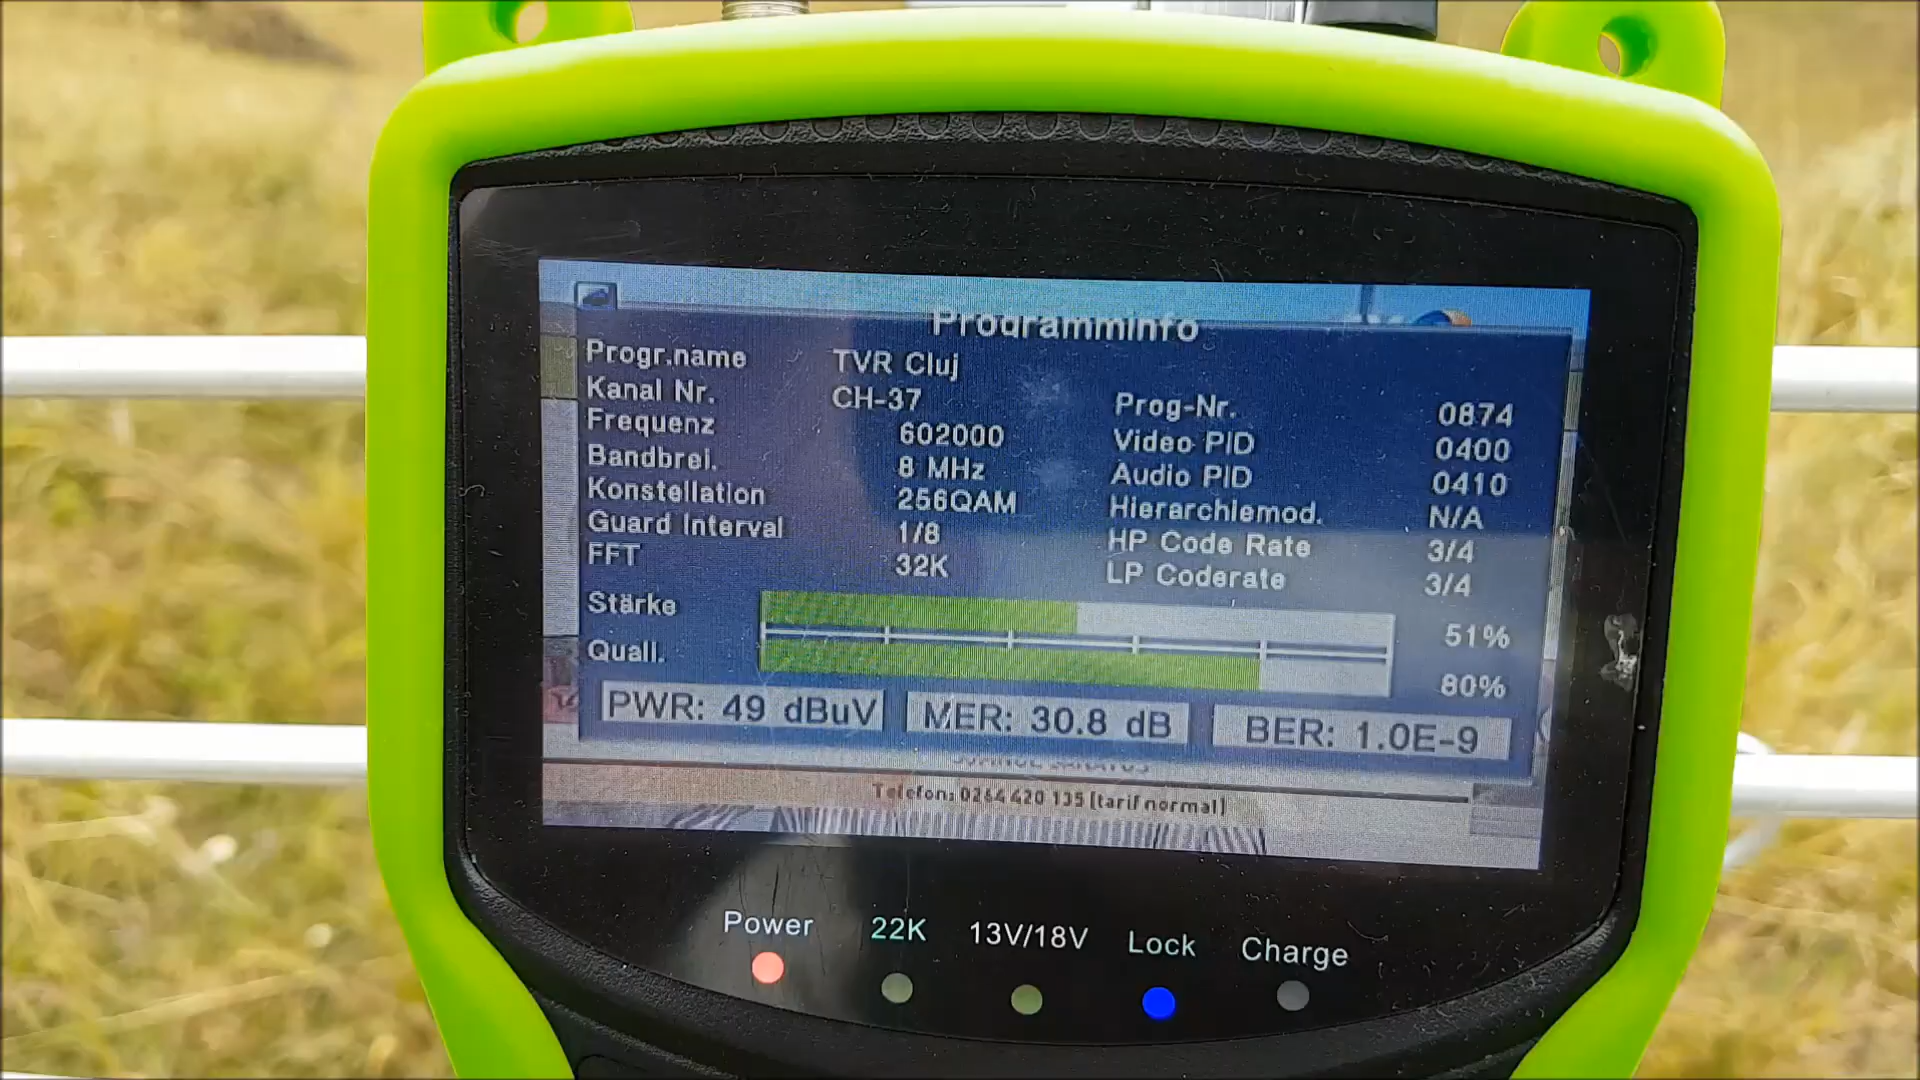 Programminfo
Progr.name TVR Cluj
Kanal Nr. CH-37 Prog-Nr. 0874
Frequenz 602000 Video PID 0400
Bandbrei. 8 MHz Audio PID 0410
Konstellation 256QAM Hierarchiemod. N/A
Guard Interval 1/8 HP Code Rate 3/4
FFT 32K LP Coderate 3/4
Stärke 51%
Quali. 80%
PWR: 49 dBuV MER: 30.8 dB BER: 1.0E-9
Telefon: 0264 420 135 [tarif normal]
Power 22K 13V/18V Lock Charge